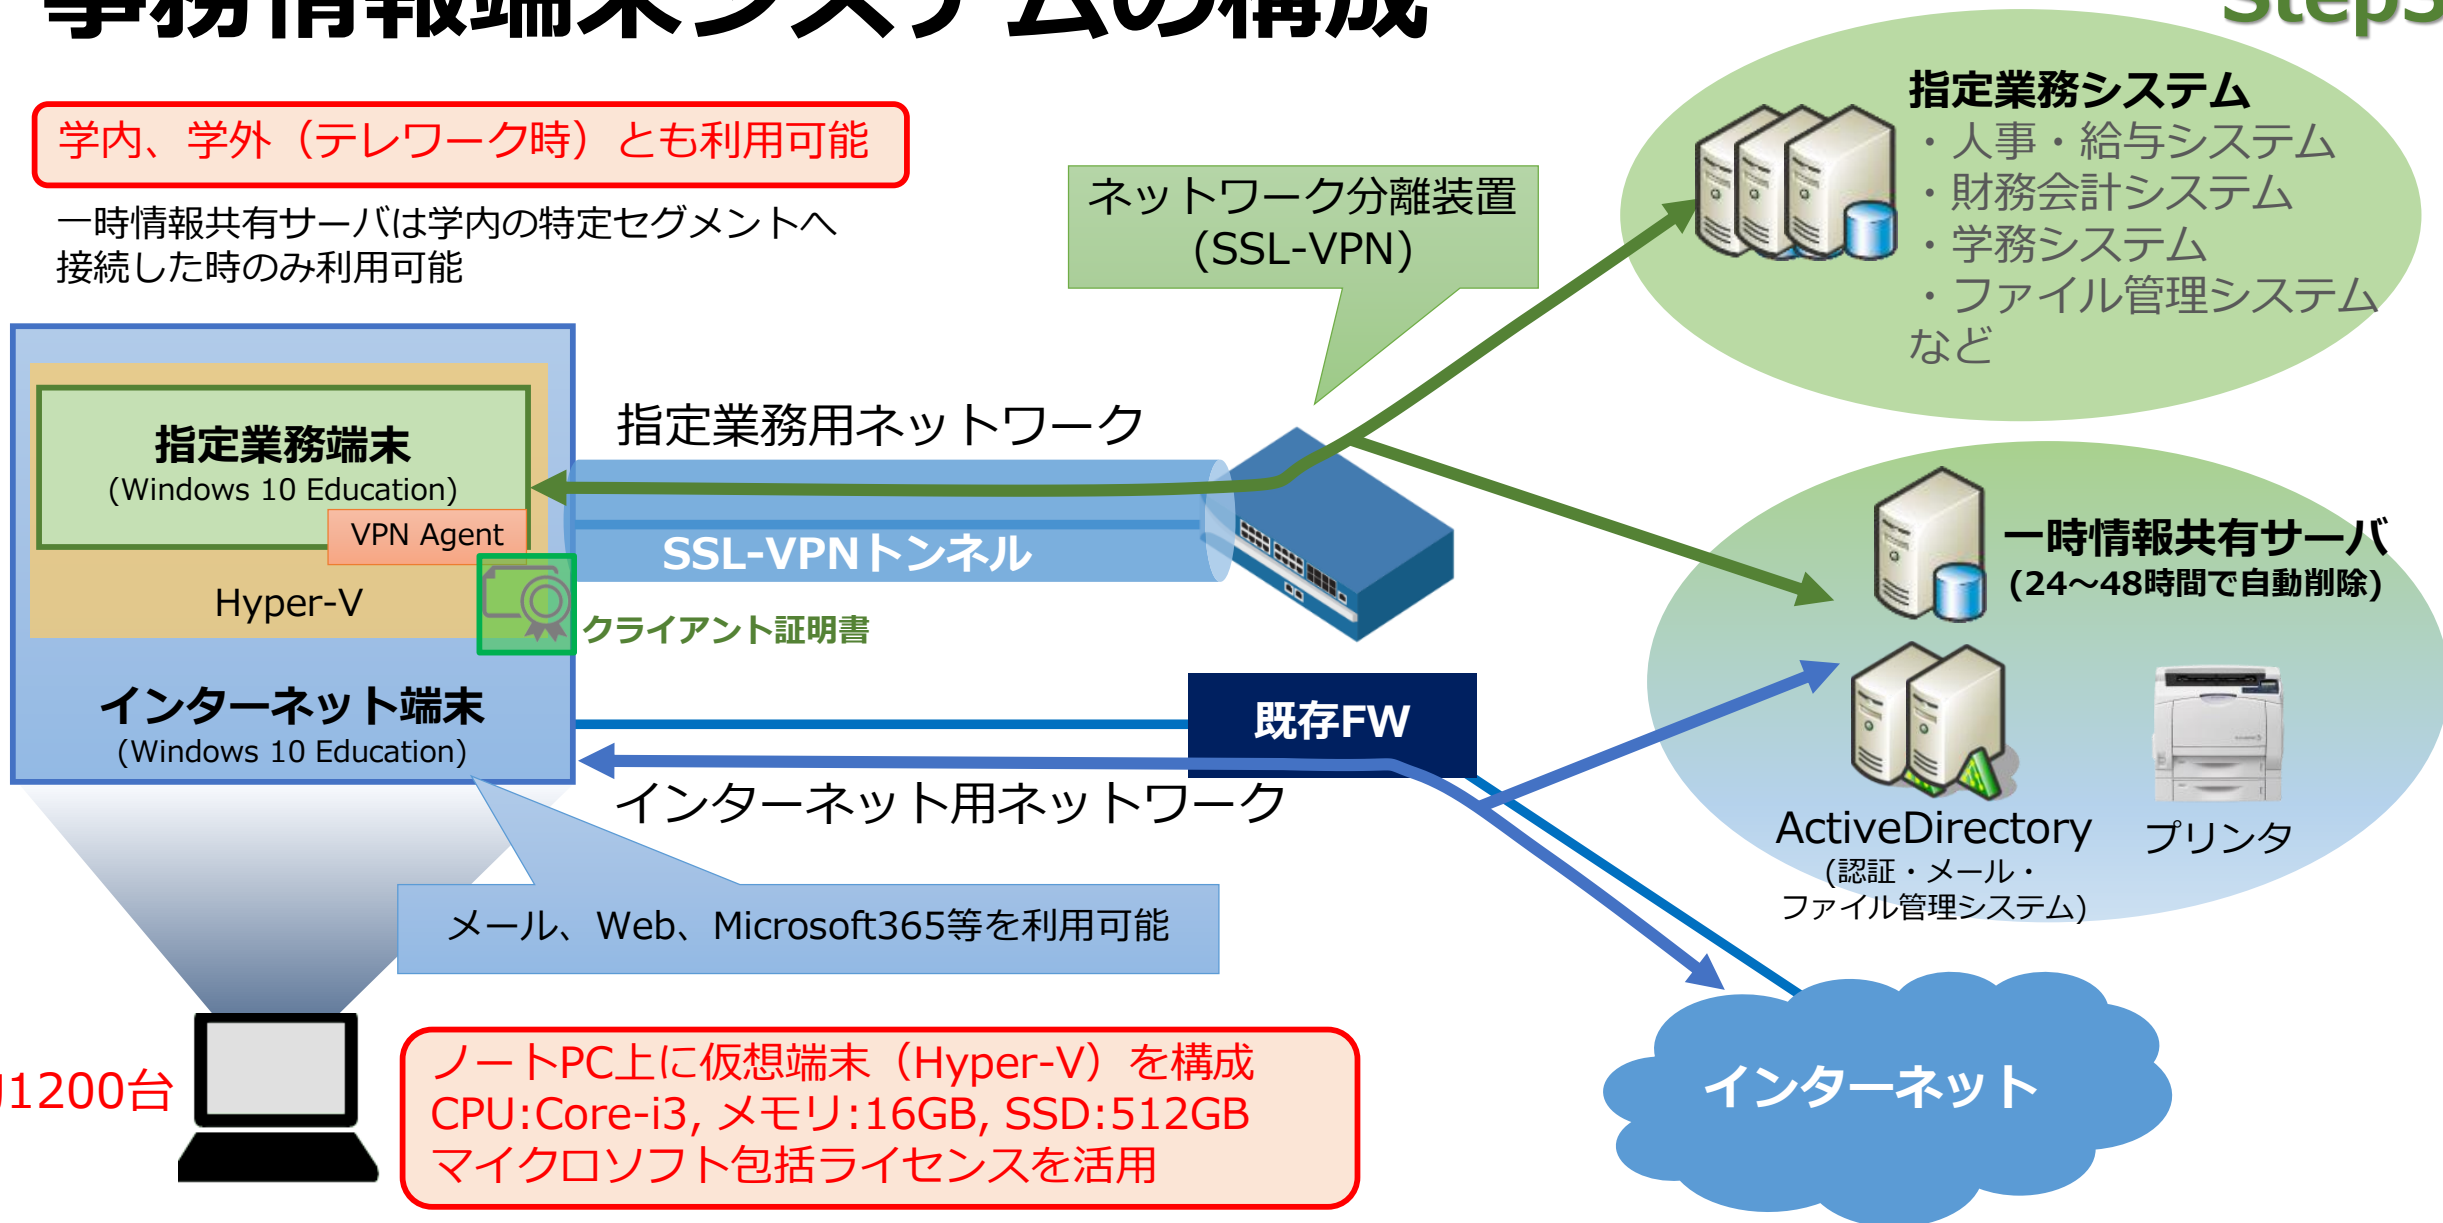 事務情報端末システムの構成
Step3
学内、学外（テレワーク時）とも利用可能
一時情報共有サーバは学内の特定セグメントへ
接続した時のみ利用可能
ネットワーク分離装置
(SSL-VPN)
指定業務システム
・人事・給与システム
・財務会計システム
・学務システム
・ファイル管理システム
など
指定業務端末
(Windows 10 Education)
VPN Agent
Hyper-V
クライアント証明書
指定業務用ネットワーク
SSL-VPNトンネル
一時情報共有サーバ
(24～48時間で自動削除)
インターネット端末
(Windows 10 Education)
既存FW
インターネット用ネットワーク
ActiveDirectory
(認証・メール・
ファイル管理システム)
プリンタ
メール、Web、Microsoft365等を利用可能
1200台
ノートPC上に仮想端末（Hyper-V）を構成
CPU:Core-i3, メモリ:16GB, SSD:512GB
マイクロソフト包括ライセンスを活用
インターネット